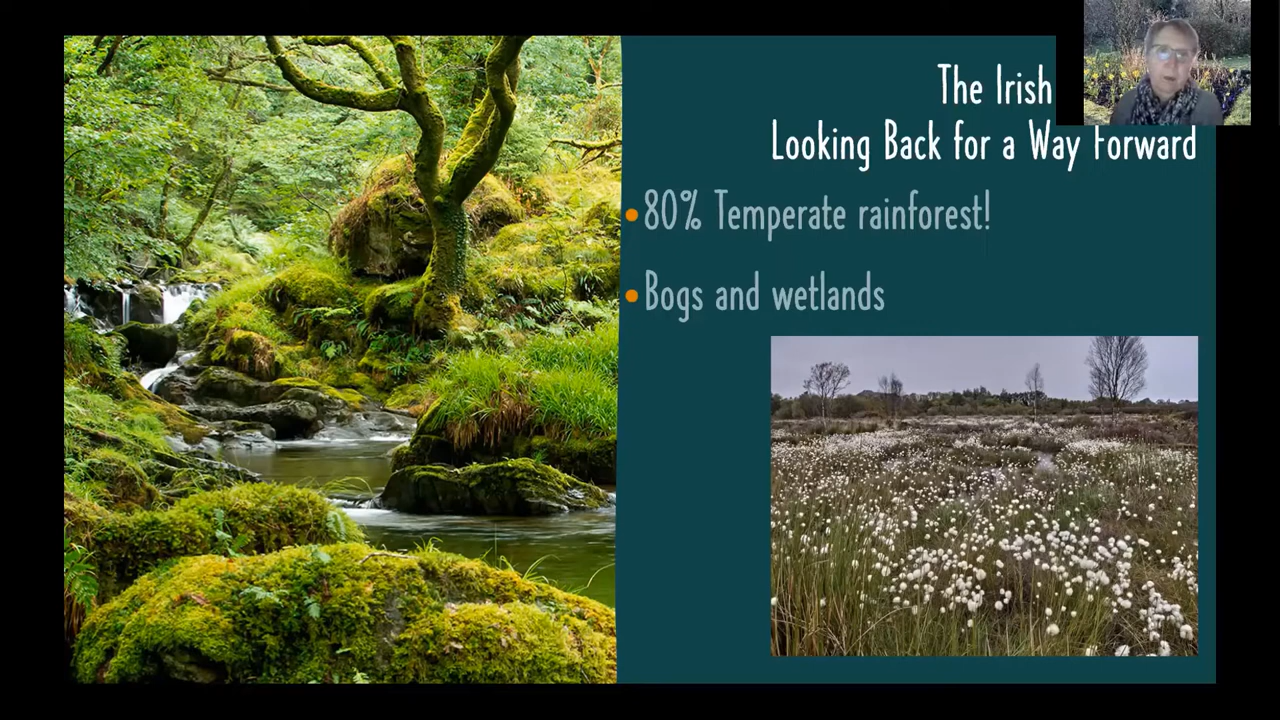 The Irish
Looking Back for a Way Forward
80% Temperate rainforest!
Bogs and wetlands